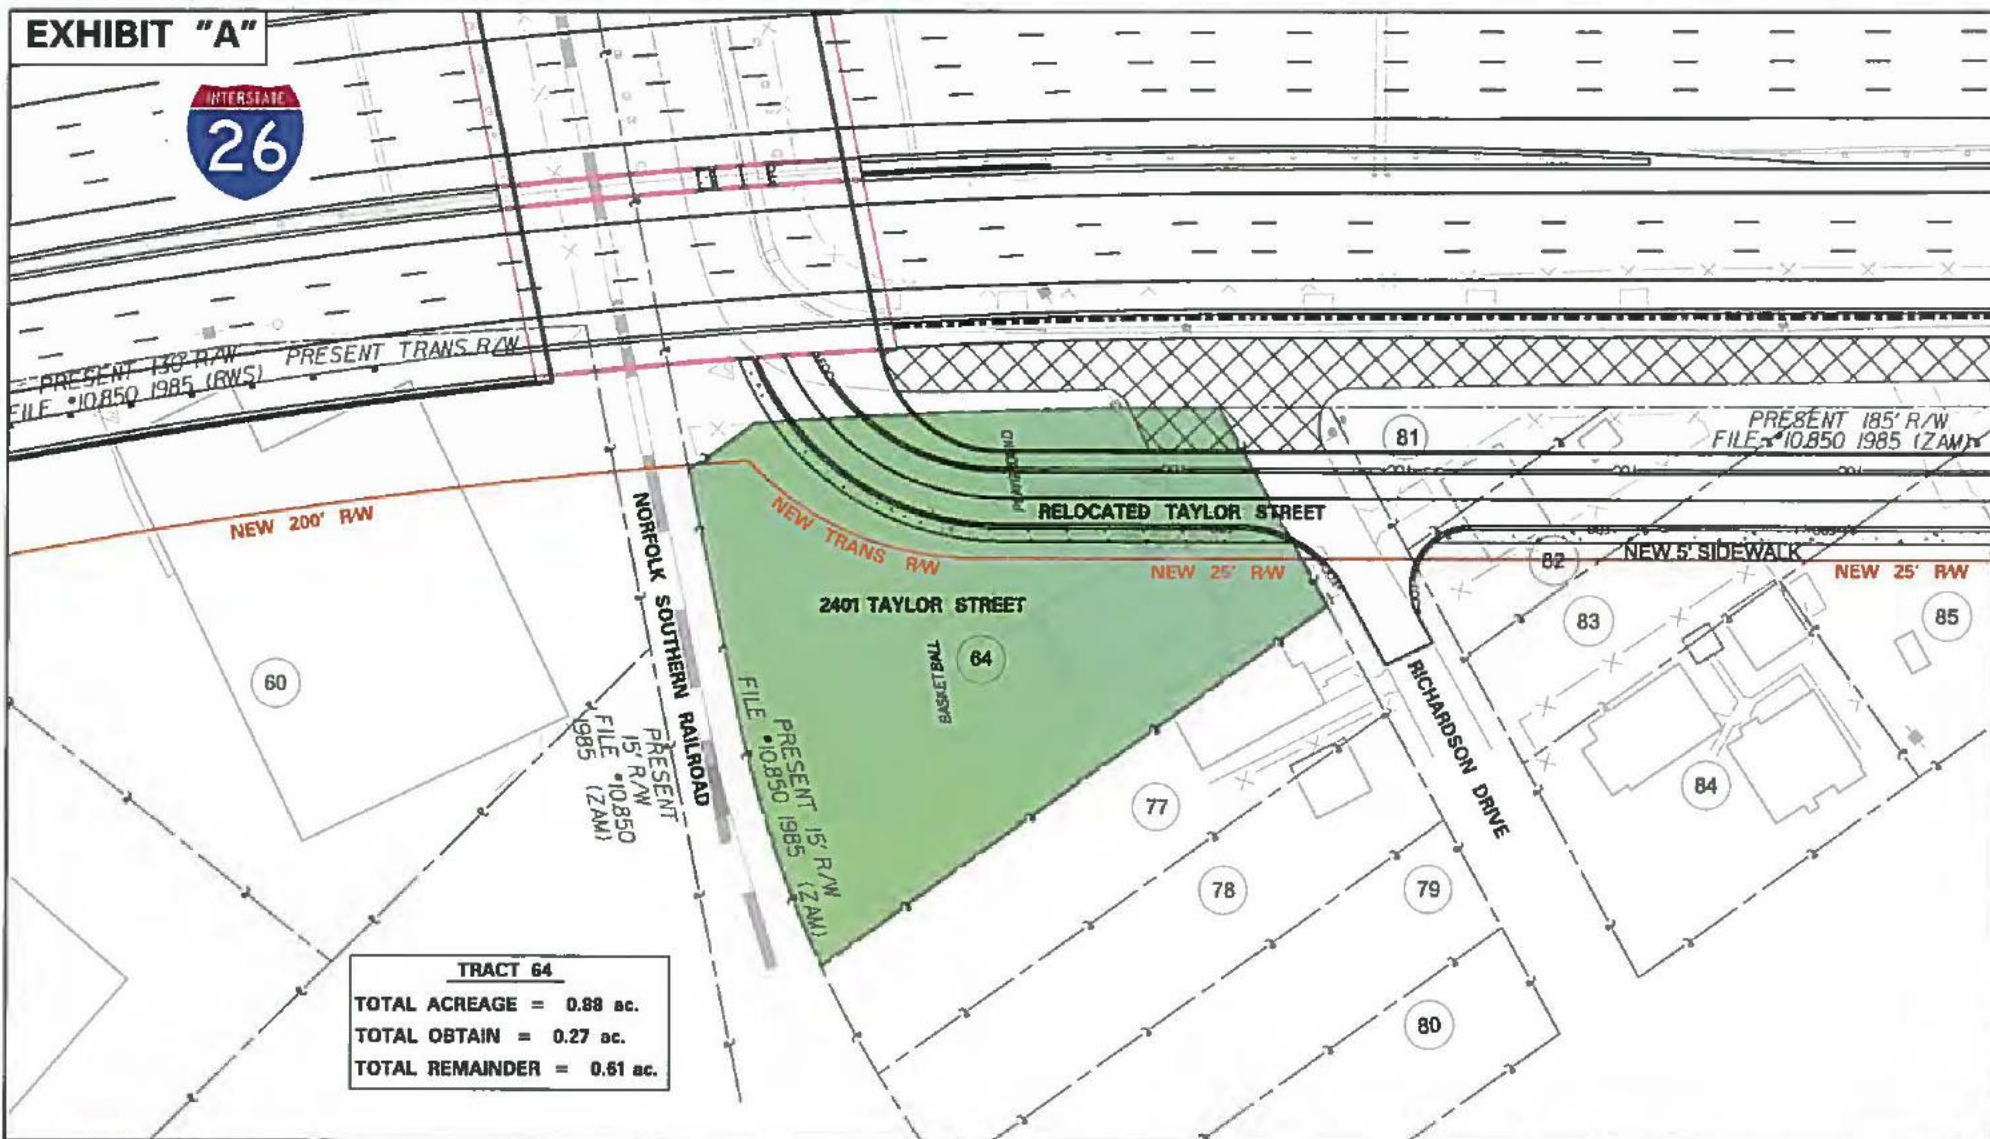 EXHIBIT "A"
INTERSTATE
26
PRESENT 130' R/W
FILE •10.850 1985 (RWS)
PRESENT TRANS R/W
PRESENT 185' R/W
FILE •10.850 1985 (ZAM)
81
PLAYGROUND
RELOCATED TAYLOR STREET
NEW 200' R/W
NEW TRANS R/W
NEW 25' R/W
82
NEW 5' SIDEWALK
NEW 25' R/W
2401 TAYLOR STREET
83
85
BASKETBALL
64
60
NORFOLK SOUTHERN RAILROAD
PRESENT
15' R/W
FILE •10.850
1985 (ZAM)
PRESENT 15' R/W
FILE •10.850 1985 (ZAM)
RICHARDSON DRIVE
77
84
78
79
80
TRACT 64
TOTAL ACREAGE = 0.88 ac.
TOTAL OBTAIN = 0.27 ac.
TOTAL REMAINDER = 0.61 ac.